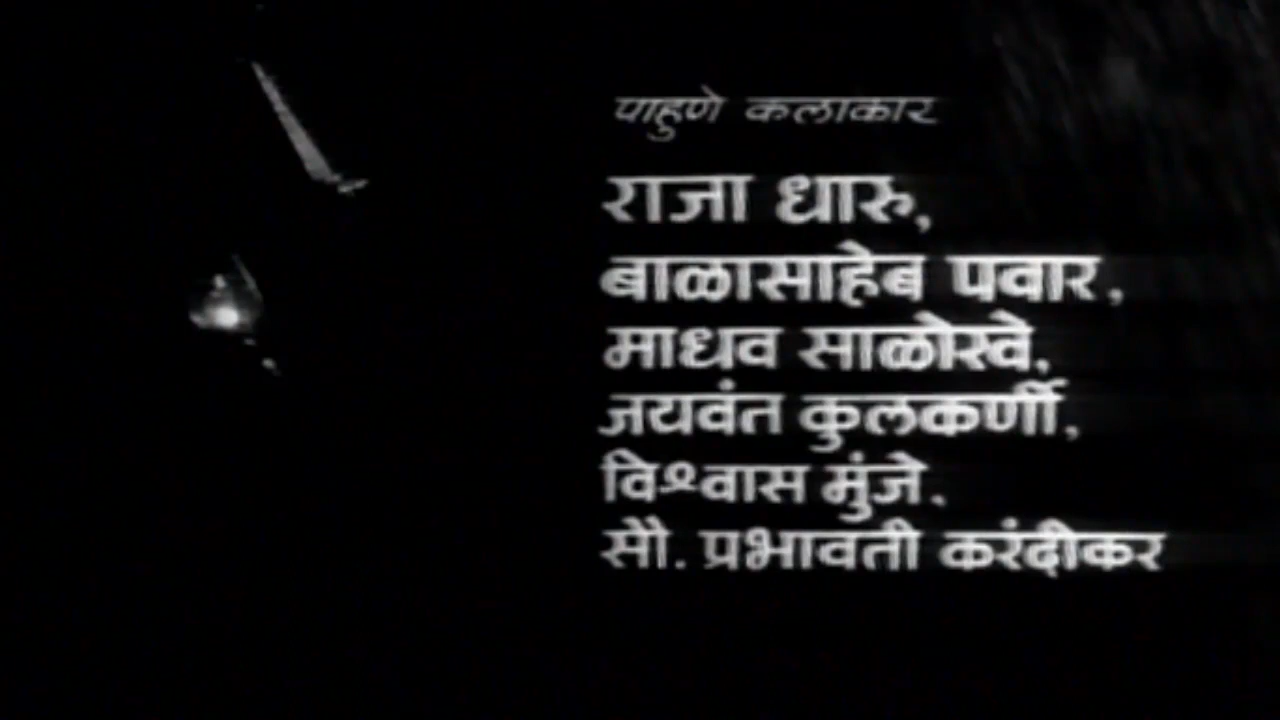 पाहुणे कलाकार
राजा धारु,
बाळासाहेब पवार,
माधव साळोखे,
जयवंत कुलकर्णी,
विश्वास मुंजे.
सौ. प्रभावती करंदीकर